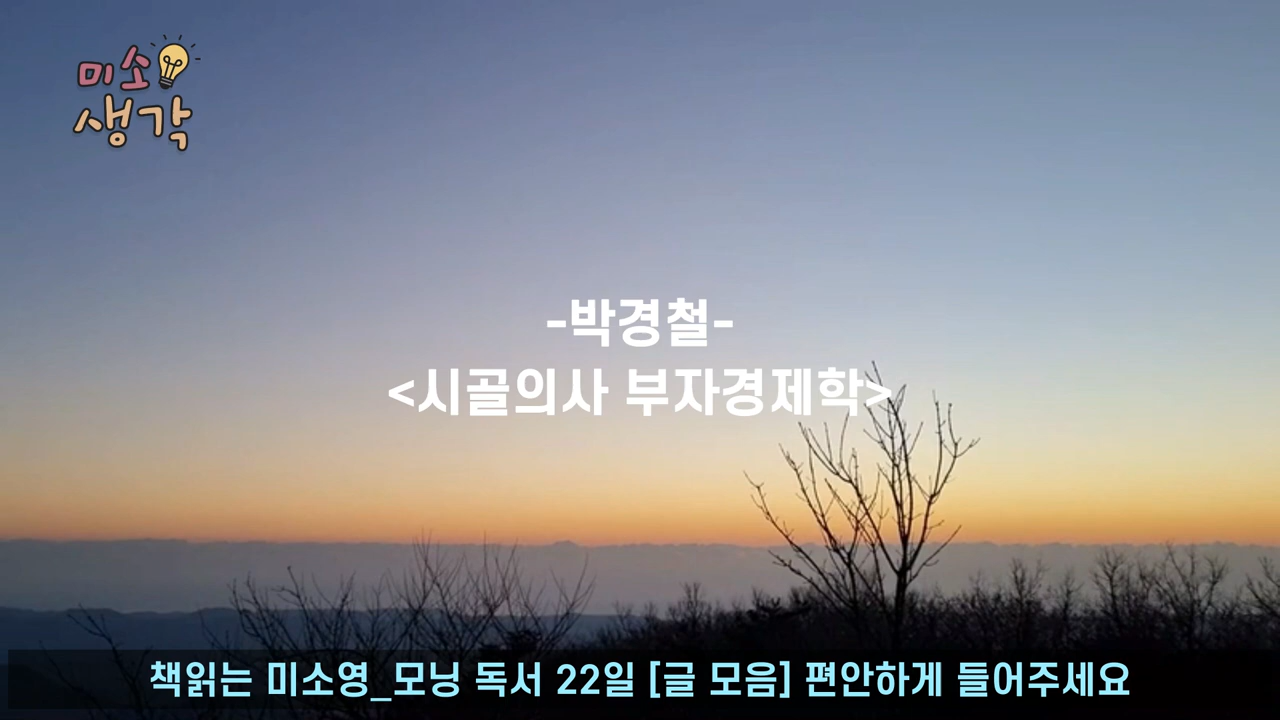 미소
생각
-박경철-
<시골의사 부자경제학>
책읽는 미소영_모닝 독서 22일 [글 모음] 편안하게 들어주세요